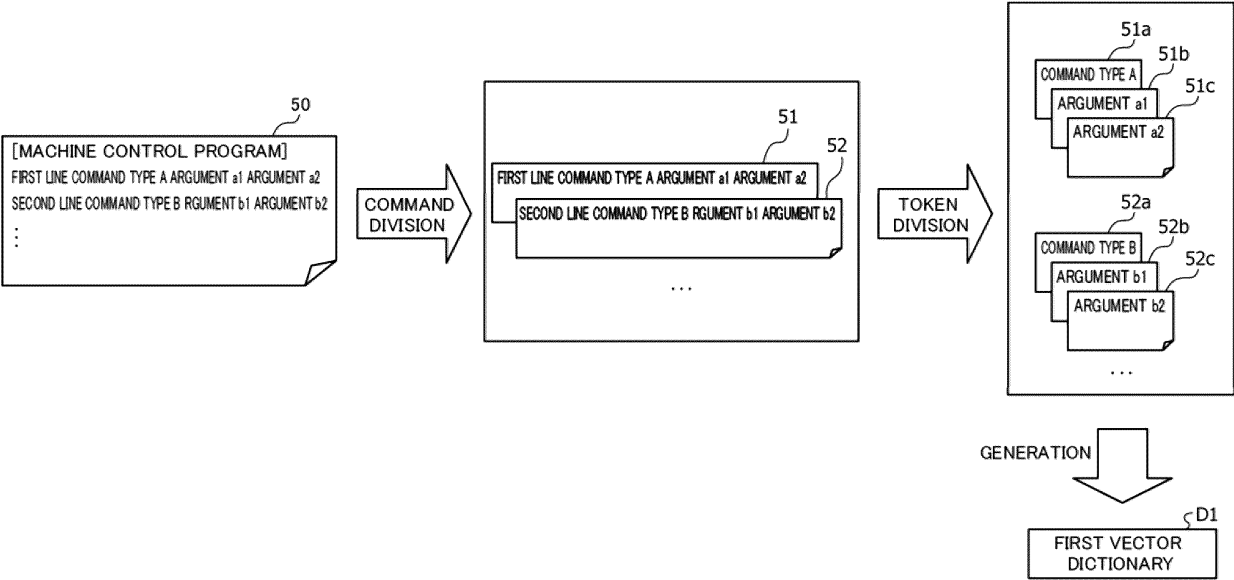 50
[MACHINE CONTROL PROGRAM]
FIRST LINE COMMAND TYPE A ARGUMENT a1 ARGUMENT a2
SECOND LINE COMMAND TYPE B RGUMENT b1 ARGUMENT b2
⋮
COMMAND
DIVISION
51
FIRST LINE COMMAND TYPE A ARGUMENT a1 ARGUMENT a2
52
SECOND LINE COMMAND TYPE B RGUMENT b1 ARGUMENT b2
...
TOKEN
DIVISION
51a
COMMAND TYPE A
51b
ARGUMENT a1
51c
ARGUMENT a2
52a
COMMAND TYPE B
52b
ARGUMENT b1
52c
ARGUMENT b2
...
GENERATION
D1
FIRST VECTOR
DICTIONARY